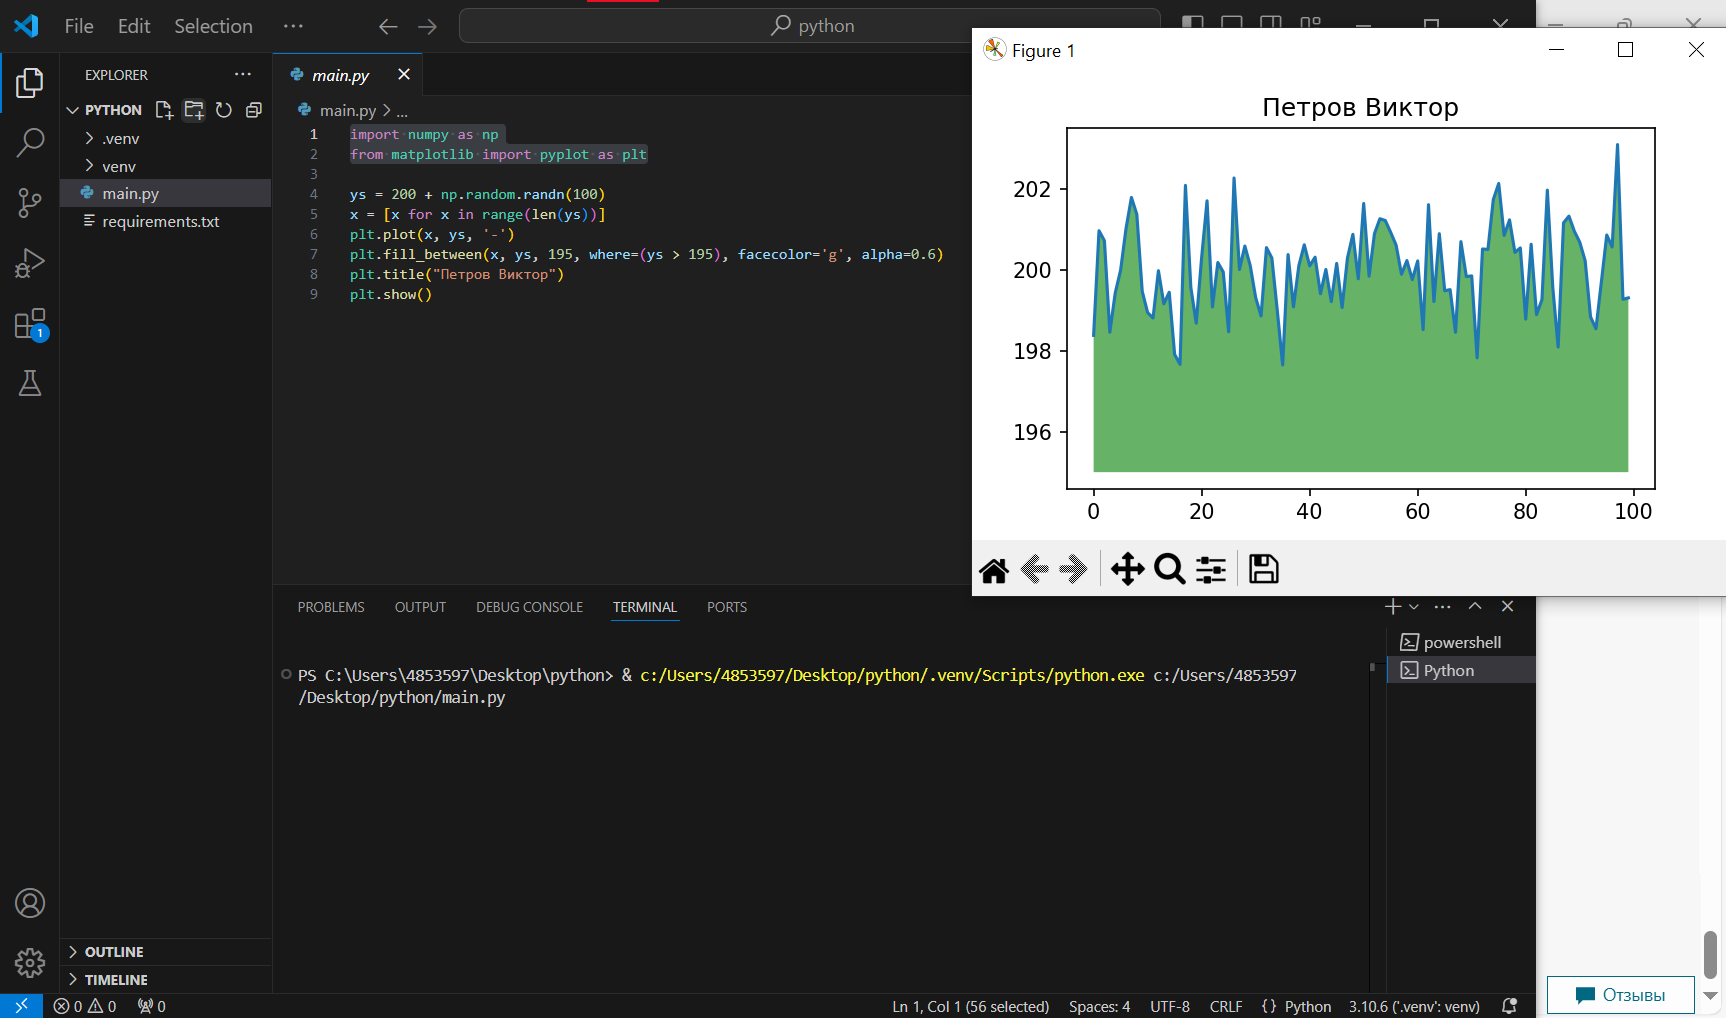 File Edit Selection ···
python
EXPLORER ···
PYTHON
.venv
venv
main.py
requirements.txt
OUTLINE
TIMELINE
1
main.py
main.py > ...
1 import numpy as np
2 from matplotlib import pyplot as plt
3
4 ys = 200 + np.random.randn(100)
5 x = [x for x in range(len(ys))]
6 plt.plot(x, ys, '-')
7 plt.fill_between(x, ys, 195, where=(ys > 195), facecolor='g', alpha=0.6)
8 plt.title("Петров Виктор")
9 plt.show()
Figure 1
Петров Виктор
202
200
198
196
0 20 40 60 80 100
PROBLEMS OUTPUT DEBUG CONSOLE TERMINAL PORTS
PS C:\Users\4853597\Desktop\python> & c:/Users/4853597/Desktop/python/.venv/Scripts/python.exe c:/Users/4853597
/Desktop/python/main.py
powershell
Python
0 0 0
Ln 1, Col 1 (56 selected) Spaces: 4 UTF-8 CRLF { } Python 3.10.6 ('.venv': venv)
Отзывы